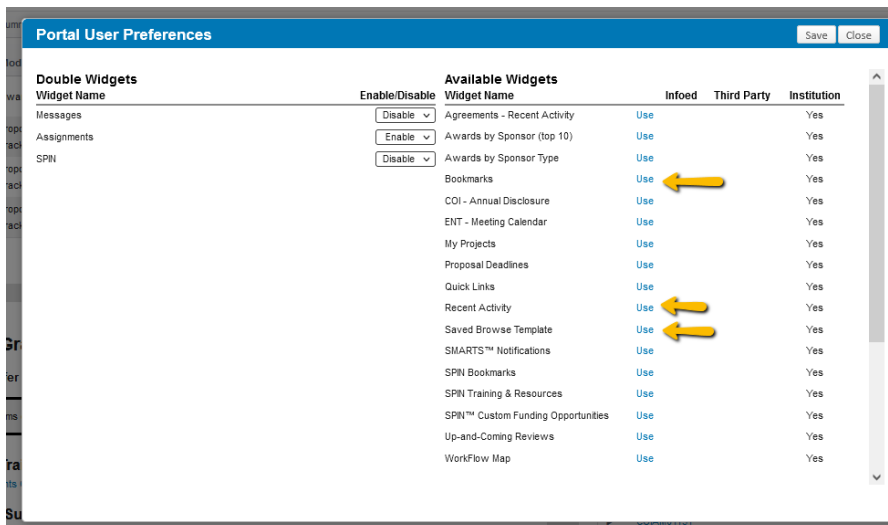 Portal User Preferences
Save
Close
Double Widgets
Widget Name Enable/Disable
Messages Disable
Assignments Enable
SPIN Disable
Available Widgets
Widget Name Infoed Third Party Institution
Agreements - Recent Activity Use Yes
Awards by Sponsor (top 10) Use Yes
Awards by Sponsor Type Use Yes
Bookmarks Use Yes
COI - Annual Disclosure Use Yes
ENT - Meeting Calendar Use Yes
My Projects Use Yes
Proposal Deadlines Use Yes
Quick Links Use Yes
Recent Activity Use Yes
Saved Browse Template Use Yes
SMARTS™ Notifications Use Yes
SPIN Bookmarks Use Yes
SPIN Training & Resources Use Yes
SPIN™ Custom Funding Opportunities Use Yes
Up-and-Coming Reviews Use Yes
WorkFlow Map Use Yes